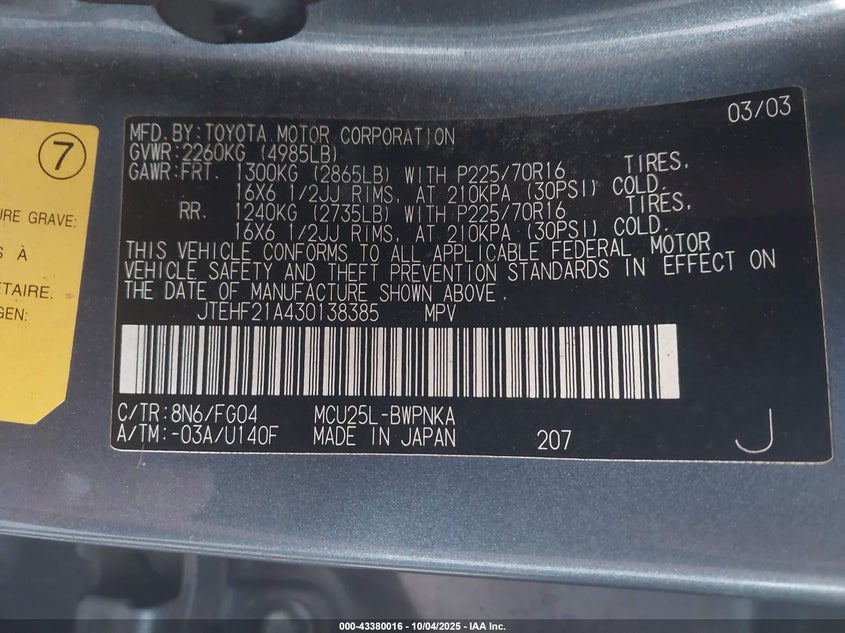 03/03
MFD. BY: TOYOTA MOTOR CORPORATION
GVWR: 2260KG (4985LB)
GAWR: FRT. 1300KG (2865LB) WITH P225/70R16 TIRES,
16X6 1/2JJ RIMS, AT 210KPA (30PSI) COLD.
RR. 1240KG (2735LB) WITH P225/70R16 TIRES,
16X6 1/2JJ RIMS, AT 210KPA (30PSI) COLD.
THIS VEHICLE CONFORMS TO ALL APPLICABLE FEDERAL MOTOR
VEHICLE SAFETY AND THEFT PREVENTION STANDARDS IN EFFECT ON
THE DATE OF MANUFACTURE SHOWN ABOVE.
JTEHF21A430138385 MPV
C/TR: 8N6/FG04 MCU25L-BWPNKA
A/TM: -03A/U140F MADE IN JAPAN 207 J
7
URE GRAVE:
S À
ÉTAIRE.
GEN:
000-43380016 - 10/04/2025 - IAA Inc.